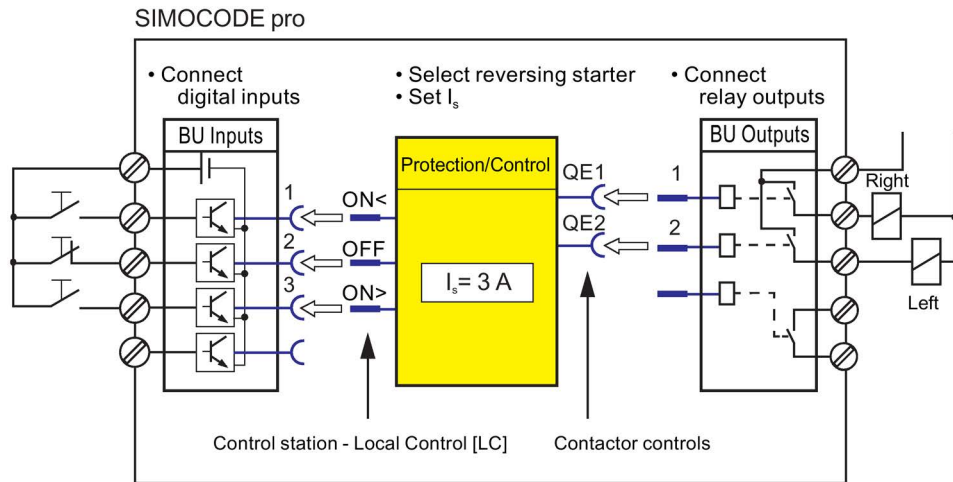 SIMOCODE pro
• Connect
digital inputs
• Select reversing starter
• Set Is
• Connect
relay outputs
BU Inputs
Protection/Control
BU Outputs
1
ON<
2
OFF
3
ON>
Is= 3 A
QE1
1
QE2
2
Right
Left
Control station - Local Control [LC]
Contactor controls